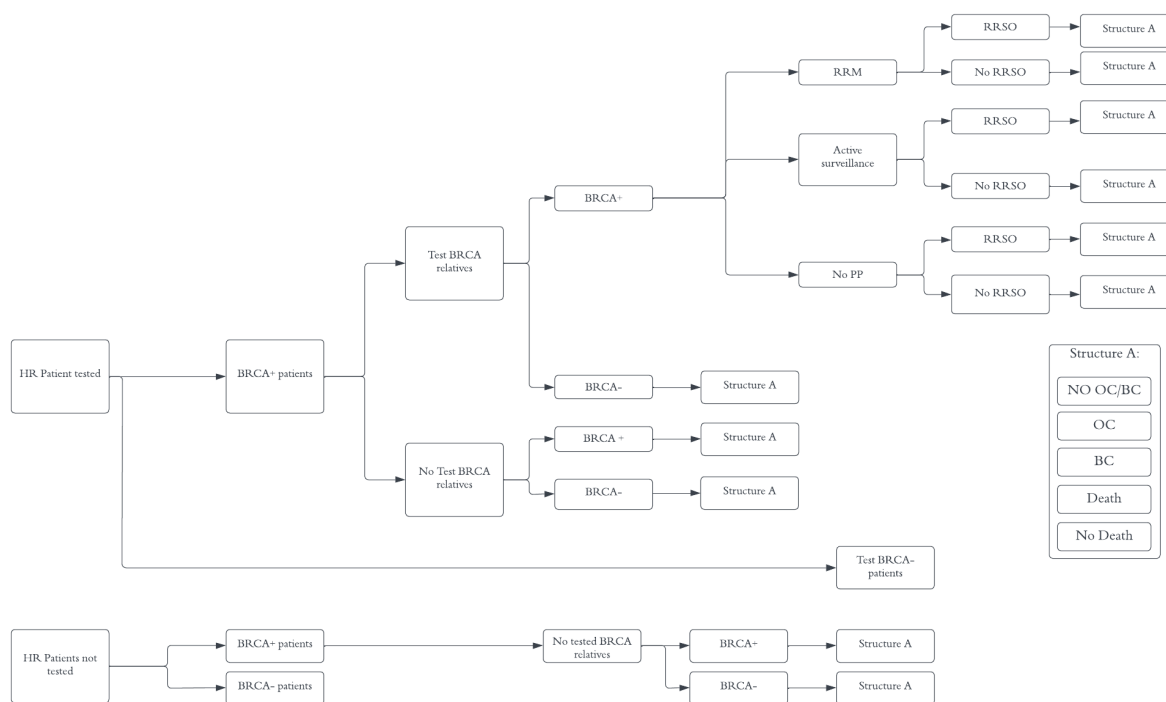 RRSO
Structure A
RRM
No RRSO
Structure A
RRSO
Structure A
Active
surveillance
No RRSO
Structure A
BRCA+
RRSO
Structure A
Test BRCA
relatives
No PP
No RRSO
Structure A
HR Patient tested
BRCA+ patients
BRCA-
Structure A
BRCA +
Structure A
No Test BRCA
relatives
BRCA-
Structure A
Structure A:
NO OC/BC
OC
BC
Death
No Death
Test BRCA-
patients
HR Patients not
tested
BRCA+ patients
No tested BRCA
relatives
BRCA+
Structure A
BRCA- patients
BRCA-
Structure A